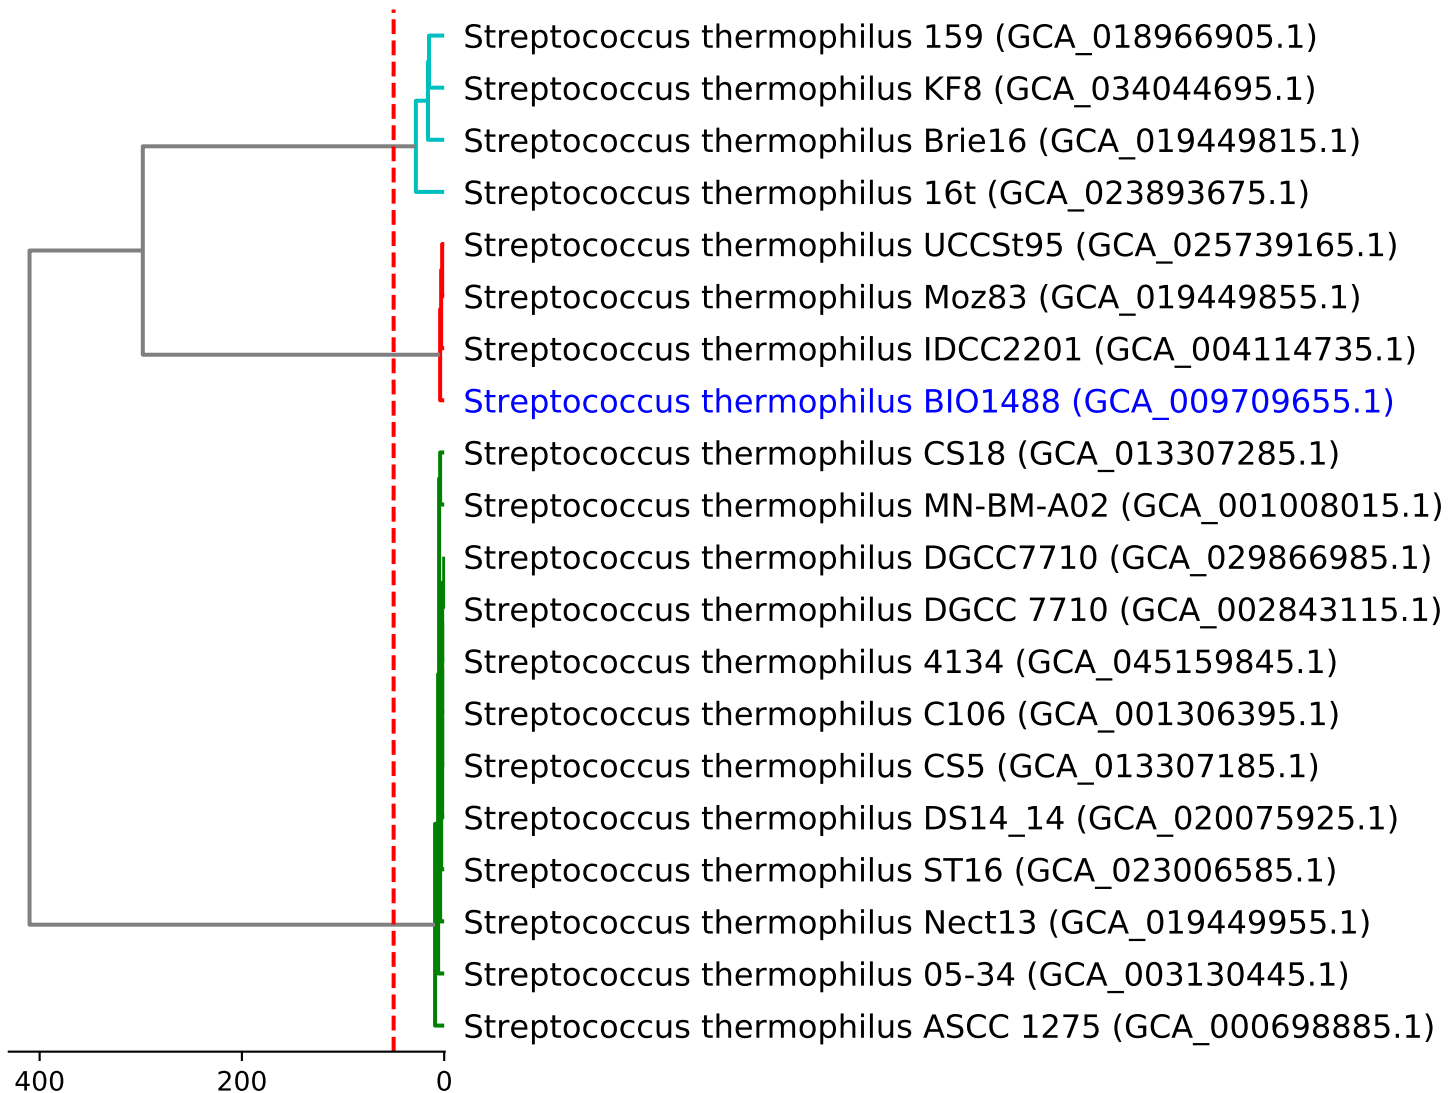 Streptococcus thermophilus 159 (GCA_018966905.1)
Streptococcus thermophilus KF8 (GCA_034044695.1)
Streptococcus thermophilus Brie16 (GCA_019449815.1)
Streptococcus thermophilus 16t (GCA_023893675.1)
Streptococcus thermophilus UCCSt95 (GCA_025739165.1)
Streptococcus thermophilus Moz83 (GCA_019449855.1)
Streptococcus thermophilus IDCC2201 (GCA_004114735.1)
Streptococcus thermophilus BIO1488 (GCA_009709655.1)
Streptococcus thermophilus CS18 (GCA_013307285.1)
Streptococcus thermophilus MN-BM-A02 (GCA_001008015.1)
Streptococcus thermophilus DGCC7710 (GCA_029866985.1)
Streptococcus thermophilus DGCC 7710 (GCA_002843115.1)
Streptococcus thermophilus 4134 (GCA_045159845.1)
Streptococcus thermophilus C106 (GCA_001306395.1)
Streptococcus thermophilus CS5 (GCA_013307185.1)
Streptococcus thermophilus DS14_14 (GCA_020075925.1)
Streptococcus thermophilus ST16 (GCA_023006585.1)
Streptococcus thermophilus Nect13 (GCA_019449955.1)
Streptococcus thermophilus 05-34 (GCA_003130445.1)
Streptococcus thermophilus ASCC 1275 (GCA_000698885.1)
400 200 0